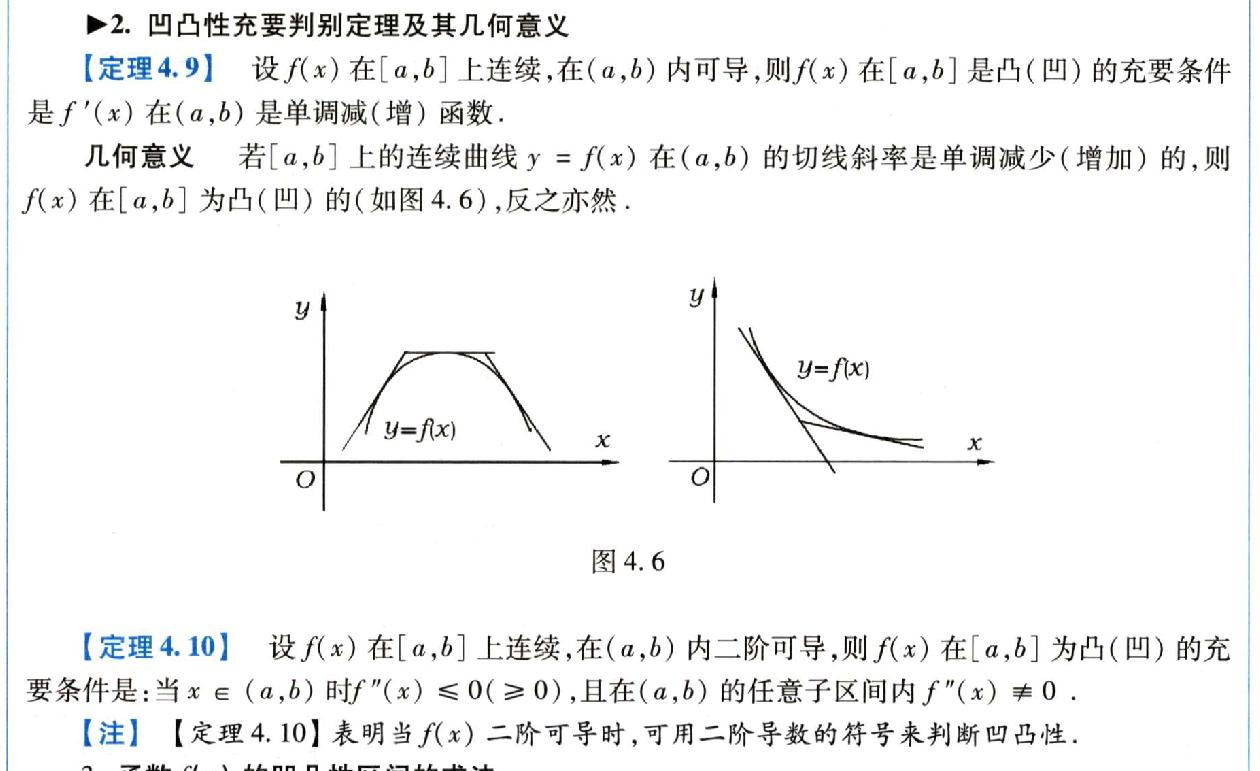 ▶2. 凹凸性充要判别定理及其几何意义
【定理4.9】 设 f(x) 在[a,b] 上连续,在(a,b) 内可导,则f(x) 在[a,b] 是凸(凹) 的充要条件
是 f ′(x) 在(a,b) 是单调减(增) 函数.
几何意义 若[a,b] 上的连续曲线 y = f(x) 在(a,b) 的切线斜率是单调减少(增加) 的,则
f(x) 在[a,b] 为凸(凹) 的(如图4.6),反之亦然.
y
y=f(x)
x
O
y
y=f(x)
x
O
图4.6
【定理4.10】 设 f(x) 在[a,b] 上连续,在(a,b) 内二阶可导,则 f(x) 在[a,b] 为凸(凹) 的充
要条件是:当 x ∈ (a,b) 时f ″(x) ≤ 0(≥ 0),且在(a,b) 的任意子区间内 f ″(x) ≢ 0 .
【注】 【定理4.10】表明当 f(x) 二阶可导时,可用二阶导数的符号来判断凹凸性.